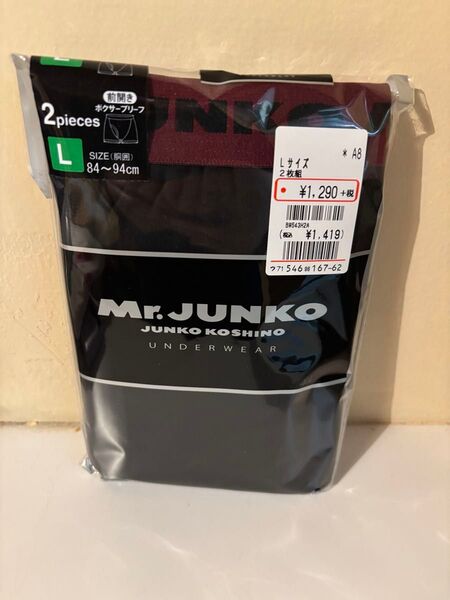 L
前開き
ボクサーブリーフ
2pieces
L
SIZE (胴囲)
84〜94cm
JUNKO
* A8
Lサイズ
2枚組
¥1,290 +税
BW543H2A
(税込 ¥1,419)
546 167-62
Mr.JUNKO
JUNKO KOSHINO
UNDERWEAR